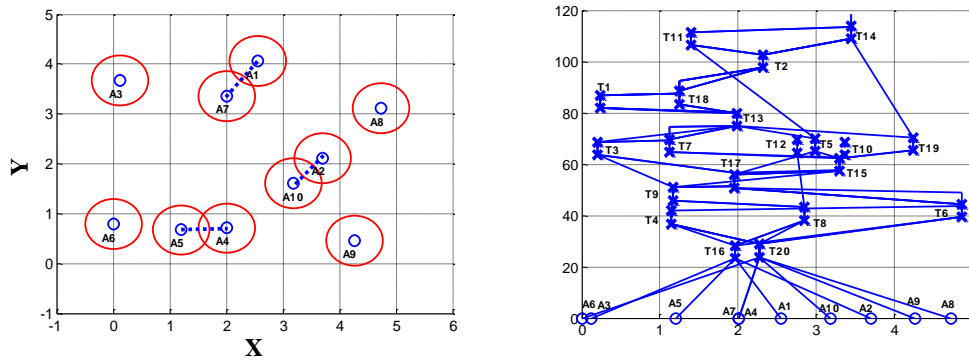 5
4
3
2
1
0
-1
-1 0 1 2 3 4 5 6
Y
X
A3
A1
A7
A8
A2
A10
A6
A5
A4
A9
120
100
80
60
40
20
0
0 1 2 3 4
T11
T14
T2
T1
T18
T13
T3
T7
T12
T5
T10
T19
T17
T15
T9
T4
T8
T6
T16
T20
A6
A3
A5
A7
A4
A1
A10
A2
A9
A8